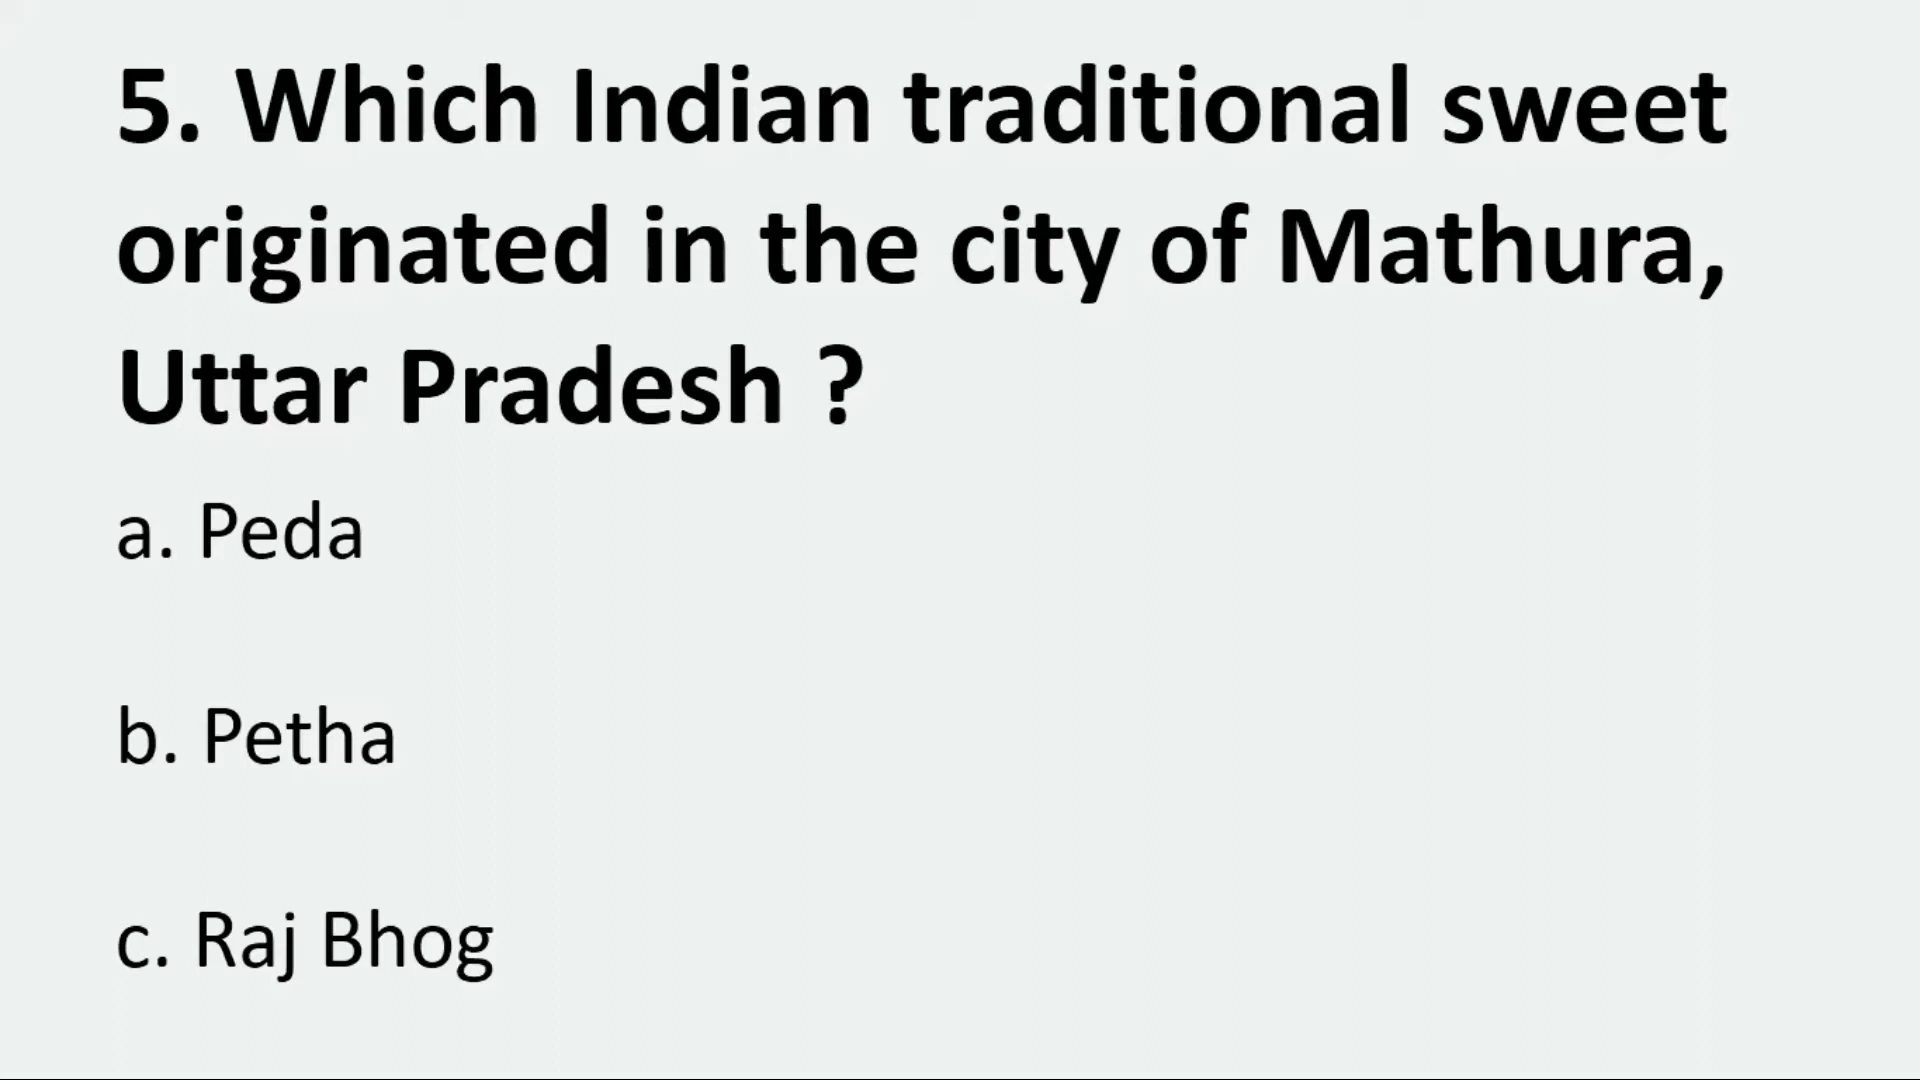 5. Which Indian traditional sweet
originated in the city of Mathura,
Uttar Pradesh ?
a. Peda
b. Petha
c. Raj Bhog